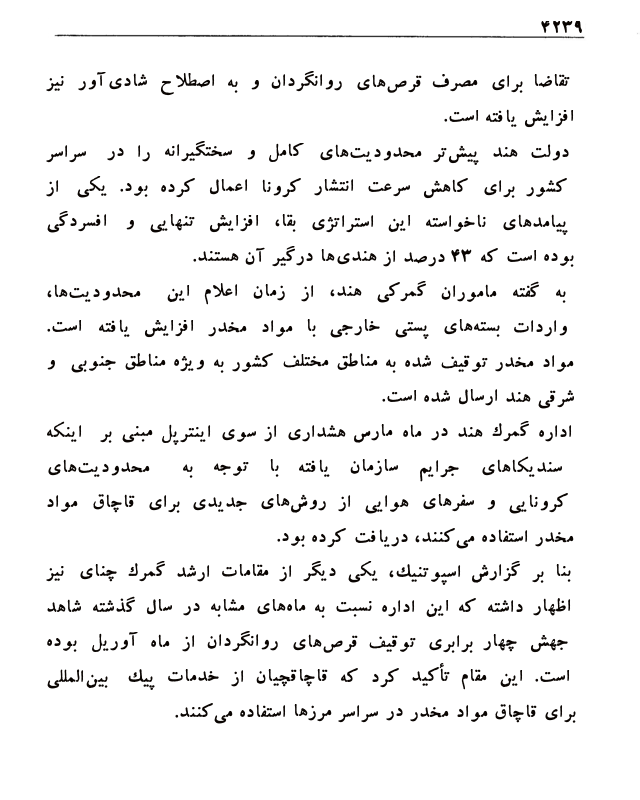 ۴۲۳۹
تقاضا برای مصرف قرص‌های روانگردان و به اصطلاح شادی‌آور نیز
افزایش یافته است.
دولت هند پیش‌تر محدودیت‌های کامل و سختگیرانه را در سراسر
کشور برای کاهش سرعت انتشار کرونا اعمال کرده بود. یکی از
پیامدهای ناخواسته این استراتژی بقا، افزایش تنهایی و افسردگی
بوده است که ۴۳ درصد از هندی‌ها درگیر آن هستند.
به گفته ماموران گمرکی هند، از زمان اعلام این محدودیت‌ها،
واردات بسته‌های پستی خارجی با مواد مخدر افزایش یافته است.
مواد مخدر توقیف شده به مناطق مختلف کشور به ویژه مناطق جنوبی و
شرقی هند ارسال شده است.
اداره گمرك هند در ماه مارس هشداری از سوی اینترپل مبنی بر اینکه
سندیکاهای جرایم سازمان یافته با توجه به محدودیت‌های
کرونایی و سفرهای هوایی از روش‌های جدیدی برای قاچاق مواد
مخدر استفاده می‌کنند، دریافت کرده بود.
بنا بر گزارش اسپوتنیك، یکی دیگر از مقامات ارشد گمرك چنای نیز
اظهار داشته که این اداره نسبت به ماه‌های مشابه در سال گذشته شاهد
جهش چهار برابری توقیف قرص‌های روانگردان از ماه آوریل بوده
است. این مقام تأکید کرد که قاچاقچیان از خدمات پیك بین‌المللی
برای قاچاق مواد مخدر در سراسر مرزها استفاده می‌کنند.